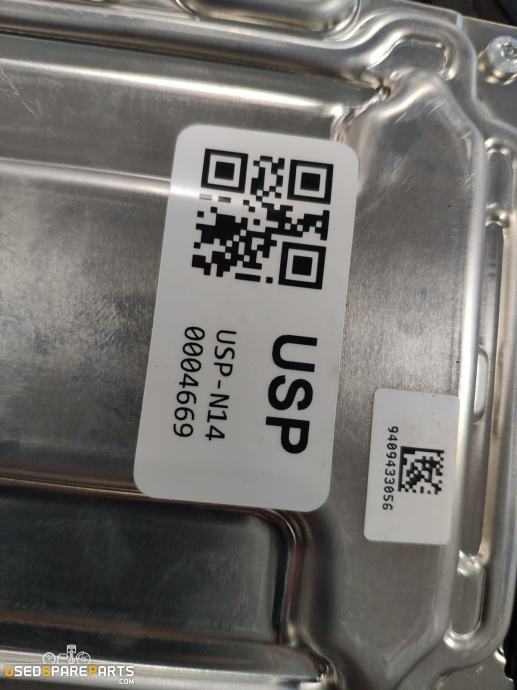 USP
USP-N14
0004669
9409433056
USEDSPAREPARTS
.COM